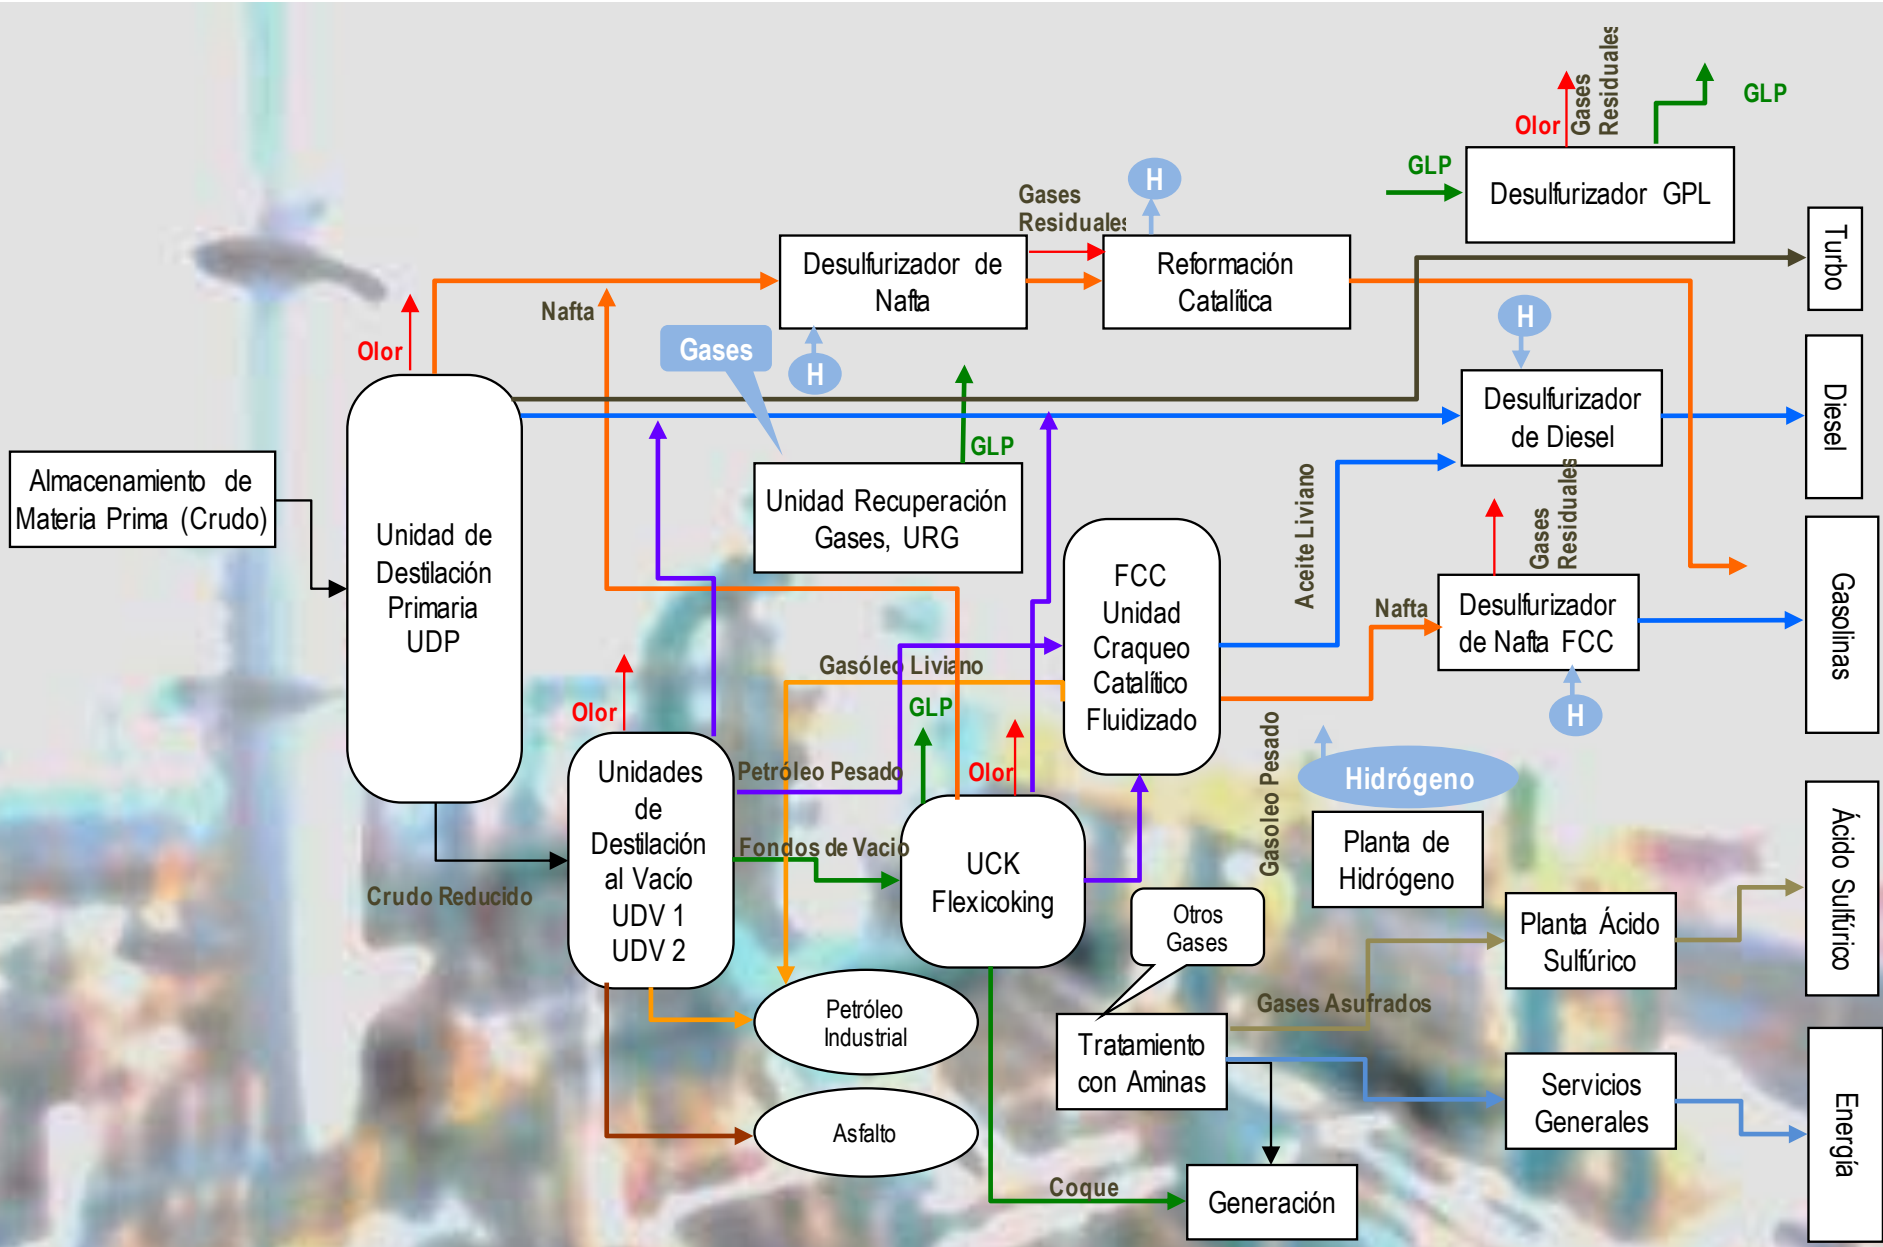 Gases
Residuales
Olor
GLP
GLP
Desulfurizador GPL
H
Gases
Residuales
Desulfurizador de
Nafta
Reformación
Catalítica
Turbo
Nafta
Olor
Gases
H
H
Desulfurizador
de Diesel
Diesel
GLP
Almacenamiento de
Materia Prima (Crudo)
Unidad de
Destilación
Primaria
UDP
Unidad Recuperación
Gases, URG
Aceite Liviano
Gases
Residuales
FCC
Unidad
Craqueo
Catalítico
Fluidizado
Nafta
Desulfurizador
de Nafta FCC
Gasolinas
Gasóleo Liviano
Olor
GLP
H
Gasoleo Pesado
Unidades
de
Destilación
al Vacío
UDV 1
UDV 2
Petróleo Pesado
Olor
Hidrógeno
Planta de
Hidrógeno
Fondos de Vacio
UCK
Flexicoking
Crudo Reducido
Otros
Gases
Planta Ácido
Sulfúrico
Ácido Sulfúrico
Gases Asufrados
Petróleo
Industrial
Tratamiento
con Aminas
Servicios
Generales
Energía
Asfalto
Coque
Generación